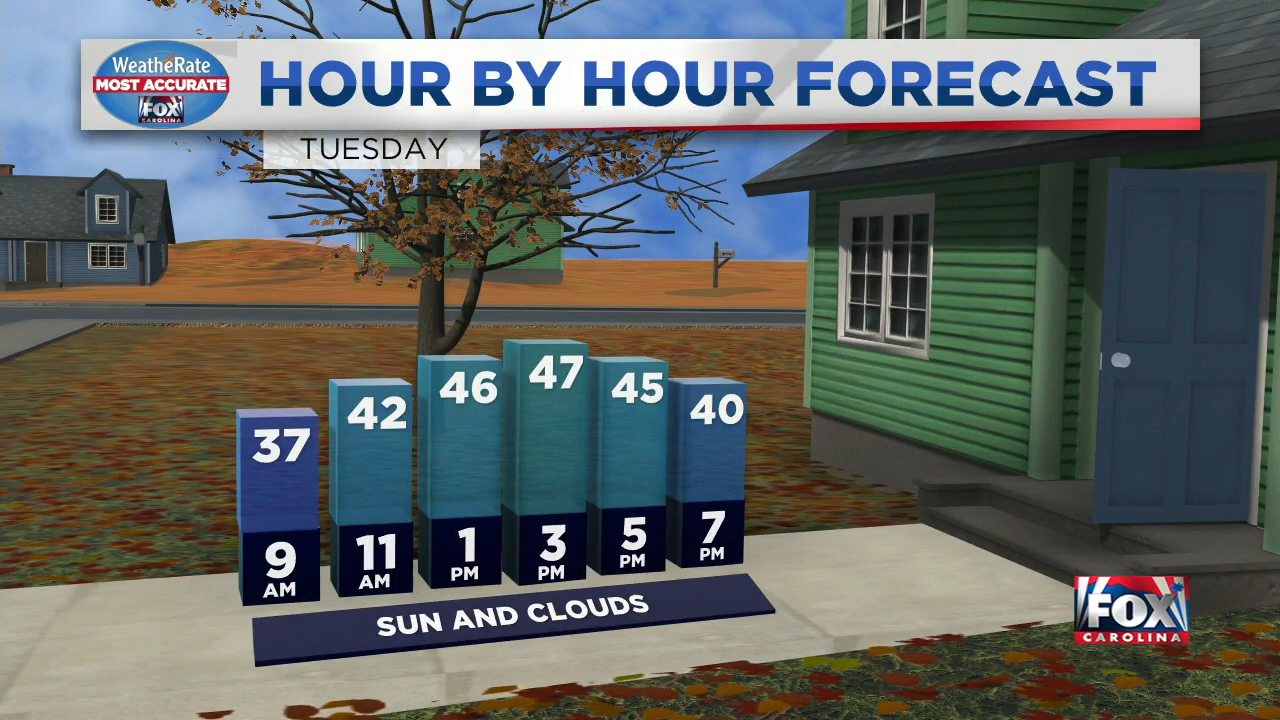 WeatheRate
MOST ACCURATE
FOX
CAROLINA
HOUR BY HOUR FORECAST
TUESDAY
37
42
46
47
45
40
9
AM
11
AM
1
PM
3
PM
5
PM
7
PM
SUN AND CLOUDS
FOX
CAROLINA